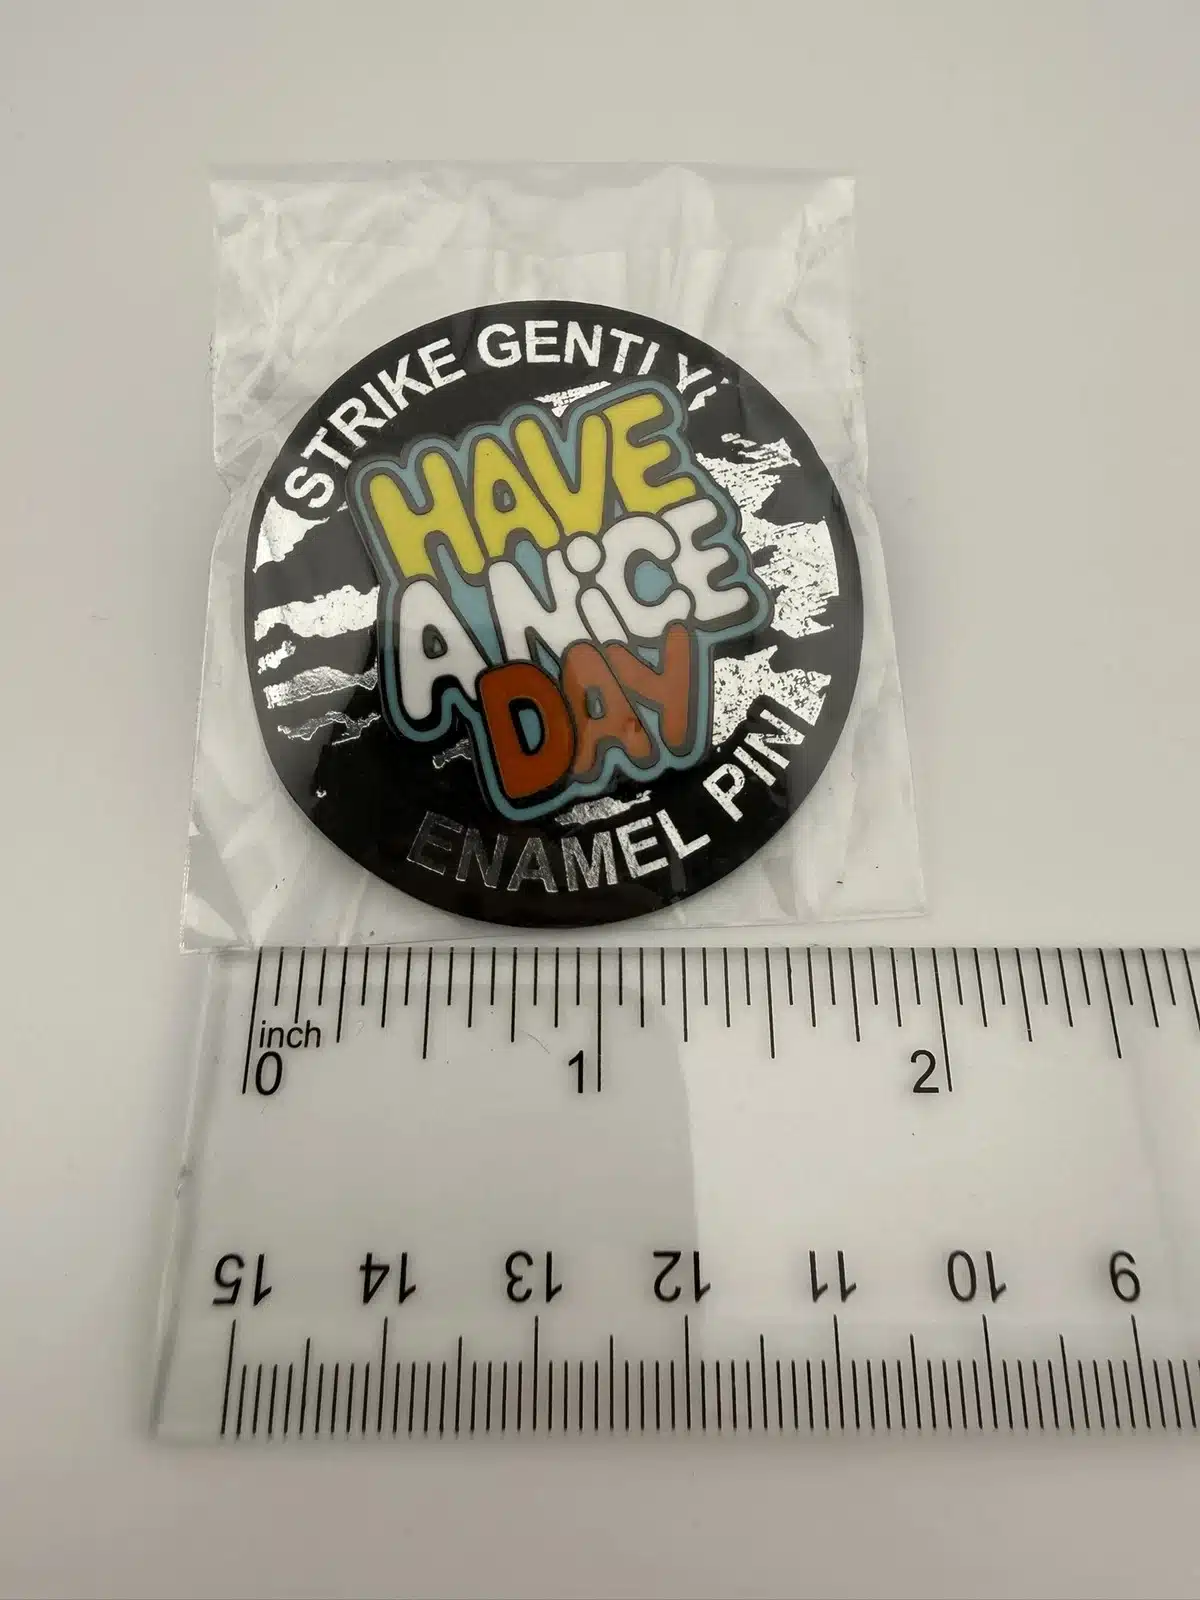 STRIKE GENTLY
HAVE
A NiCE
DAY
ENAMEL PIN
inch
0 1 2
15 14 13 12 11 10 9